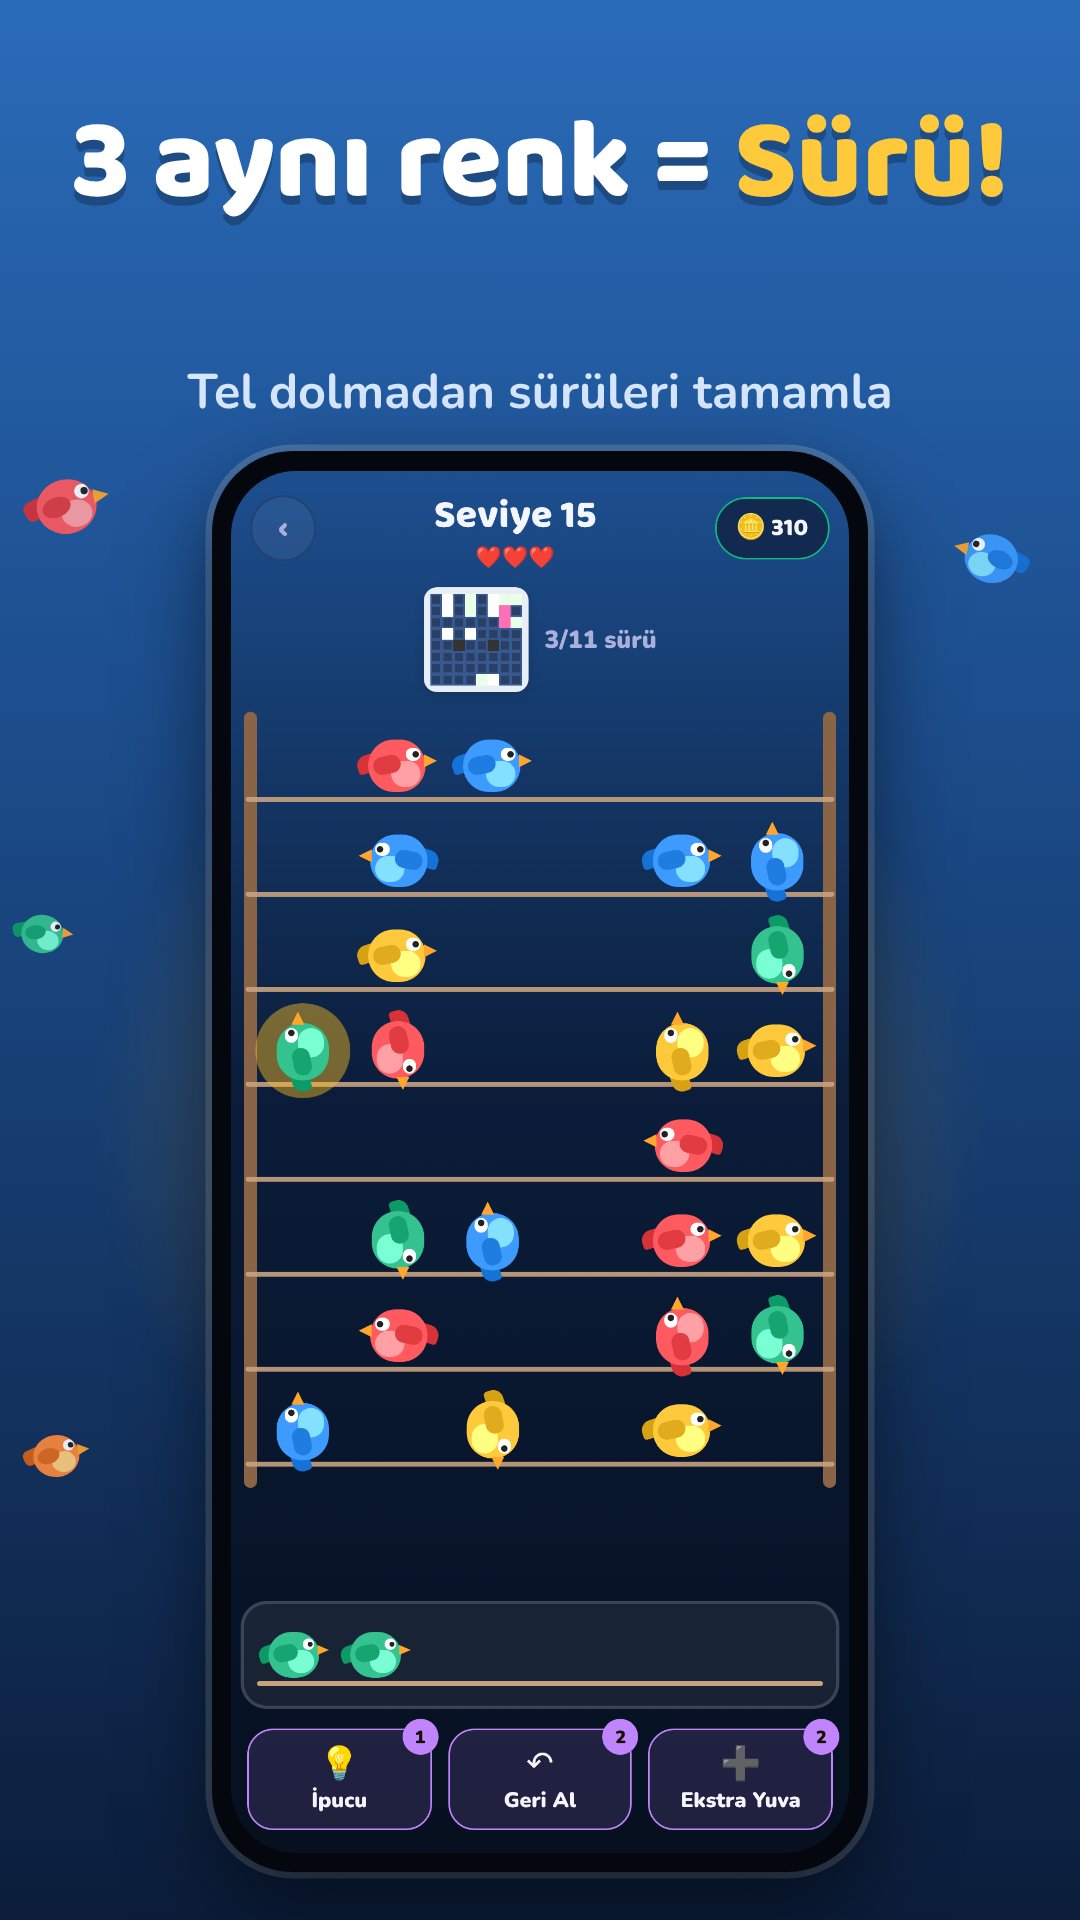 3 aynı renk = Sürü!
Tel dolmadan sürüleri tamamla
Seviye 15
310
3/11 sürü
1
2
2
İpucu
Geri Al
Ekstra Yuva